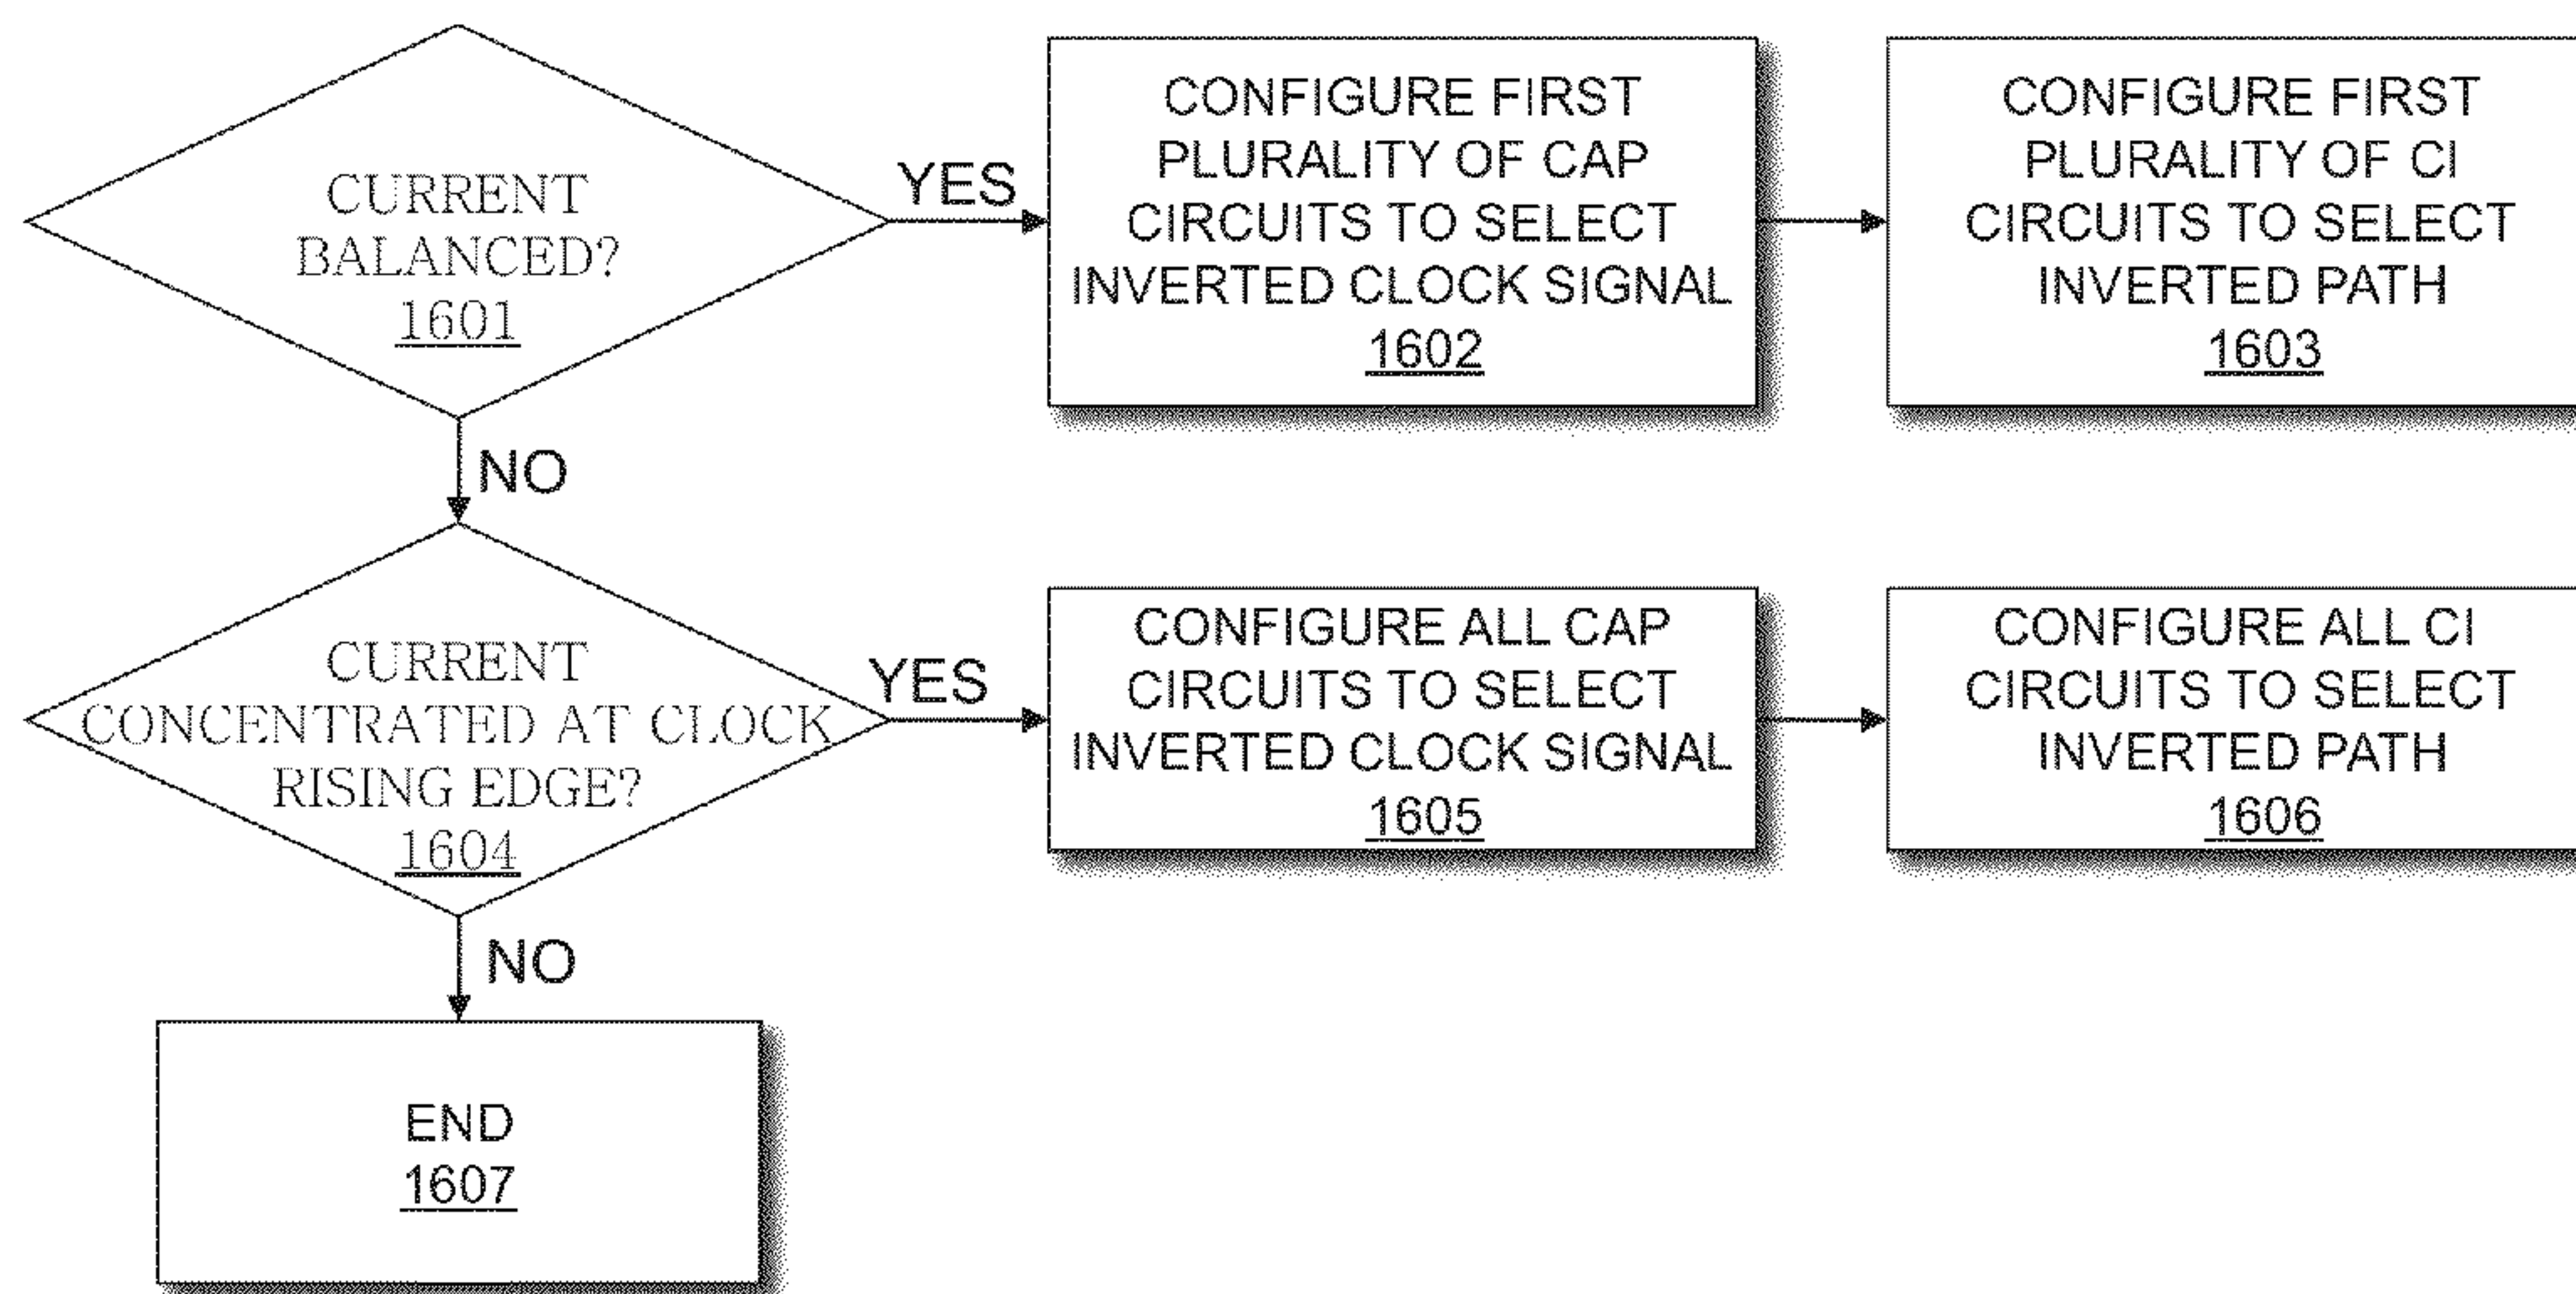 CURRENT
BALANCED?
1601
YES
CONFIGURE FIRST
PLURALITY OF CAP
CIRCUITS TO SELECT
INVERTED CLOCK SIGNAL
1602
CONFIGURE FIRST
PLURALITY OF CI
CIRCUITS TO SELECT
INVERTED PATH
1603
NO
CURRENT
CONCENTRATED AT CLOCK
RISING EDGE?
1604
YES
CONFIGURE ALL CAP
CIRCUITS TO SELECT
INVERTED CLOCK SIGNAL
1605
CONFIGURE ALL CI
CIRCUITS TO SELECT
INVERTED PATH
1606
NO
END
1607